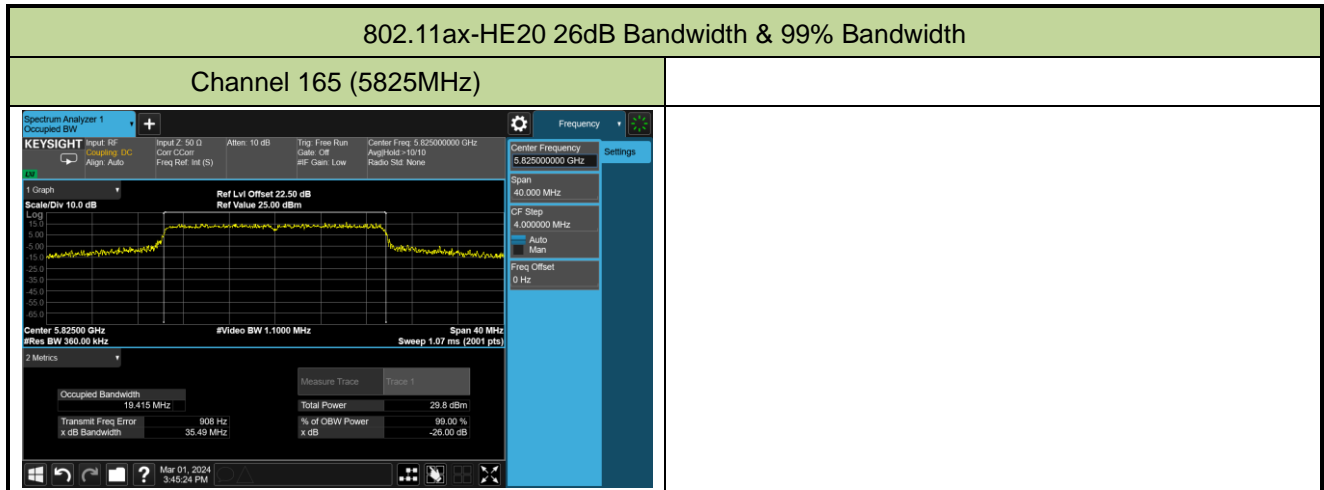 802.11ax-HE20 26dB Bandwidth & 99% Bandwidth
Channel 165 (5825MHz)
Spectrum Analyzer 1
Occupied BW
+
Frequency
KEYSIGHT Input: RF Input Z: 50 Ω Atten: 10 dB Trig: Free Run Center Freq: 5.825000000 GHz
Coupling: DC Corr CCorr Gate: Off Avg|Hold:>10/10
Align: Auto Freq Ref: Int (S) #IF Gain: Low Radio Std: None
Center Frequency
5.825000000 GHz
Settings
Span
40.000 MHz
CF Step
4.000000 MHz
Auto
Man
Freq Offset
0 Hz
1 Graph
Ref Lvl Offset 22.50 dB
Scale/Div 10.0 dB Ref Value 25.00 dBm
Log
15.0
5.00
-5.00
-15.0
-25.0
-35.0
-45.0
-55.0
-65.0
Center 5.82500 GHz #Video BW 1.1000 MHz Span 40 MHz
#Res BW 360.00 kHz Sweep 1.07 ms (2001 pts)
2 Metrics
Measure Trace Trace 1
Occupied Bandwidth
19.415 MHz Total Power 29.8 dBm
Transmit Freq Error 908 Hz % of OBW Power 99.00 %
x dB Bandwidth 35.49 MHz x dB -26.00 dB
? Mar 01, 2024
3:45:24 PM